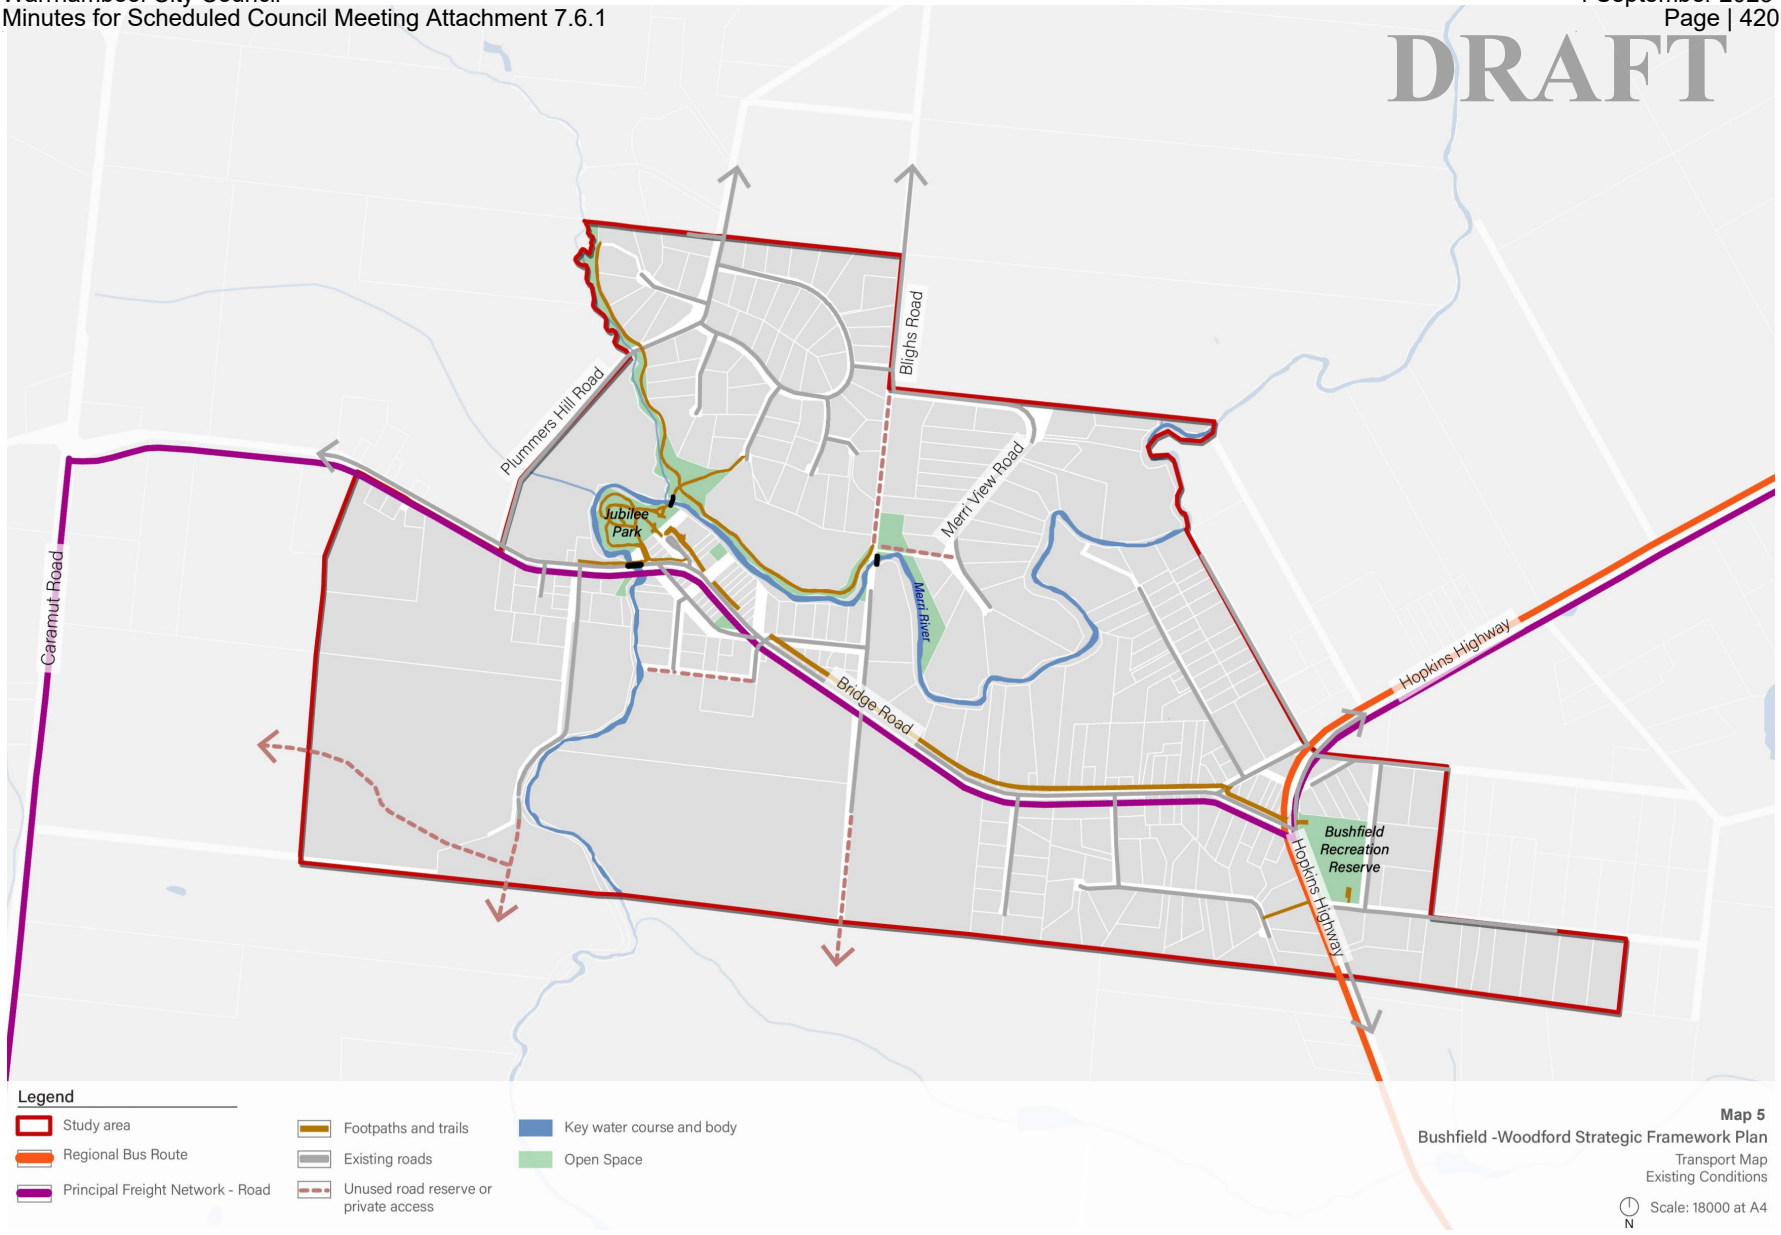 Minutes for Scheduled Council Meeting Attachment 7.6.1
Page | 420
DRAFT
Blighs Road
Plummers Hill Road
Merri View Road
Jubilee
Park
Caramut Road
Merri River
Hopkins Highway
Bridge Road
Bushfield
Recreation
Reserve
Hopkins Highway
Legend
Study area
Regional Bus Route
Principal Freight Network - Road
Footpaths and trails
Existing roads
Unused road reserve or
private access
Key water course and body
Open Space
Map 5
Bushfield -Woodford Strategic Framework Plan
Transport Map
Existing Conditions
Scale: 18000 at A4
N